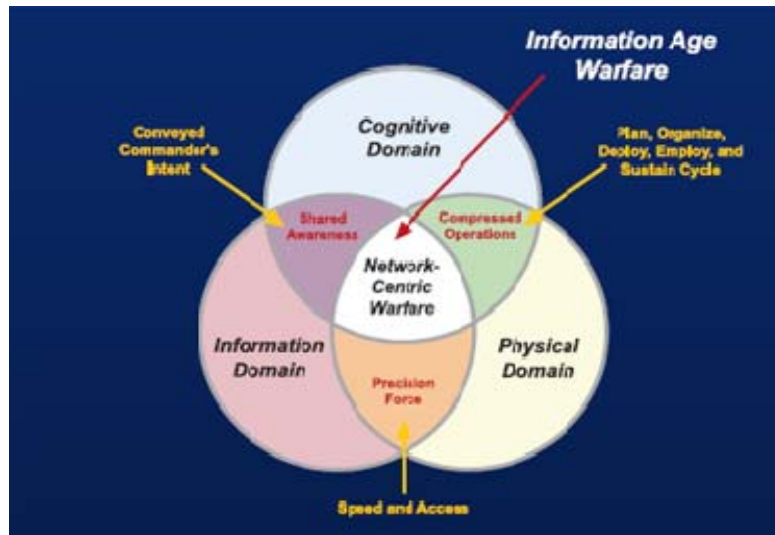 Information Age
Warfare
Conveyed
Commander's
Intent
Cognitive
Domain
Plan, Organize,
Deploy, Employ, and
Sustain Cycle
Shared
Awareness
Compressed
Operations
Network-
Centric
Warfare
Information
Domain
Physical
Domain
Precision
Force
Speed and Access